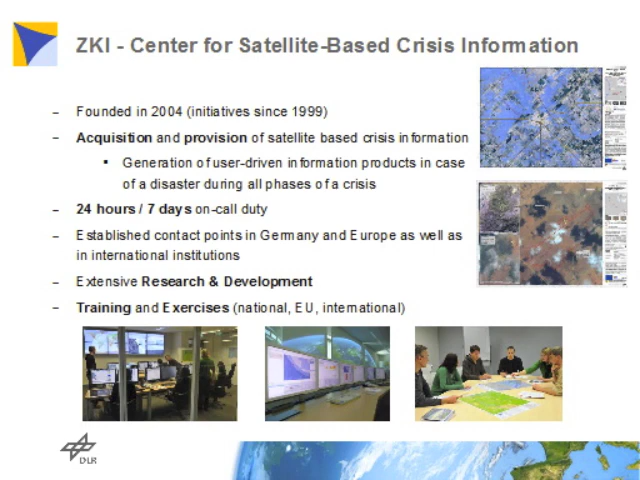 ZKI - Center for Satellite-Based Crisis Information
– Founded in 2004 (initiatives since 1999)
– Acquisition and provision of satellite based crisis information
▪ Generation of user-driven information products in case
of a disaster during all phases of a crisis
– 24 hours / 7 days on-call duty
– Established contact points in Germany and Europe as well as
in international institutions
– Extensive Research & Development
– Training and Exercises (national, EU, international)
DLR